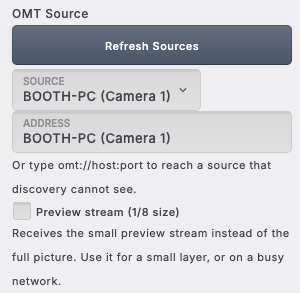 OMT Source
Refresh Sources
SOURCE
BOOTH-PC (Camera 1)
ADDRESS
BOOTH-PC (Camera 1)
Or type omt://host:port to reach a source that
discovery cannot see.
Preview stream (1/8 size)
Receives the small preview stream instead of the
full picture. Use it for a small layer, or on a busy
network.